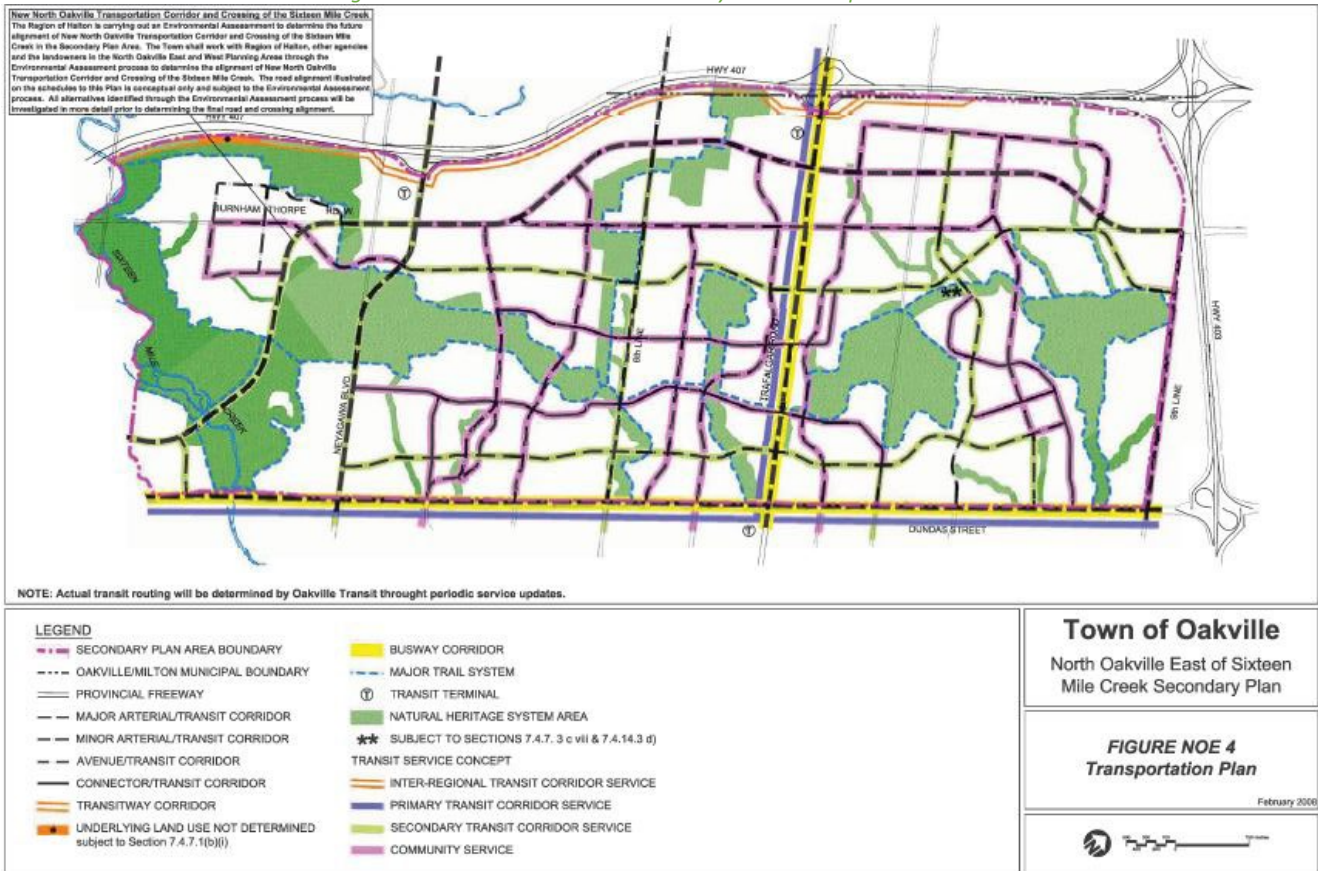 New North Oakville Transportation Corridor and Crossing of the Sixteen Mile Creek
The Region of Halton is carrying out an Environmental Assessment to determine the future
alignment of New North Oakville Transportation Corridor and Crossing of the Sixteen Mile
Creek in the Secondary Plan Area. The Town shall work with Region of Halton, other agencies
and the landowners in the North Oakville East and West Planning Areas through the
Environmental Assessment process to determine the alignment of New North Oakville
Transportation Corridor and Crossing of the Sixteen Mile Creek. The road alignment illustrated
on the schedules to this Plan is conceptual only and subject to the Environmental Assessment
process. All alternatives identified through the Environmental Assessment process will be
investigated in more detail prior to determining the final road and crossing alignment.
HWY 407
HWY 407
T
T
BURNHAM THORPE RD. W.
SIXTEEN
MILE
CREEK
NEYAGAWA BLVD
6th LINE
TRAFALGAR ROAD
**
HWY 403
9th LINE
T
DUNDAS STREET
NOTE: Actual transit routing will be determined by Oakville Transit throught periodic service updates.
LEGEND
SECONDARY PLAN AREA BOUNDARY
OAKVILLE/MILTON MUNICIPAL BOUNDARY
PROVINCIAL FREEWAY
MAJOR ARTERIAL/TRANSIT CORRIDOR
MINOR ARTERIAL/TRANSIT CORRIDOR
AVENUE/TRANSIT CORRIDOR
CONNECTOR/TRANSIT CORRIDOR
TRANSITWAY CORRIDOR
UNDERLYING LAND USE NOT DETERMINED
subject to Section 7.4.7.1(b)(i)
BUSWAY CORRIDOR
MAJOR TRAIL SYSTEM
T TRANSIT TERMINAL
NATURAL HERITAGE SYSTEM AREA
** SUBJECT TO SECTIONS 7.4.7. 3 c viii & 7.4.14.3 d)
TRANSIT SERVICE CONCEPT
INTER-REGIONAL TRANSIT CORRIDOR SERVICE
PRIMARY TRANSIT CORRIDOR SERVICE
SECONDARY TRANSIT CORRIDOR SERVICE
COMMUNITY SERVICE
Town of Oakville
North Oakville East of Sixteen
Mile Creek Secondary Plan
FIGURE NOE 4
Transportation Plan
February 2008